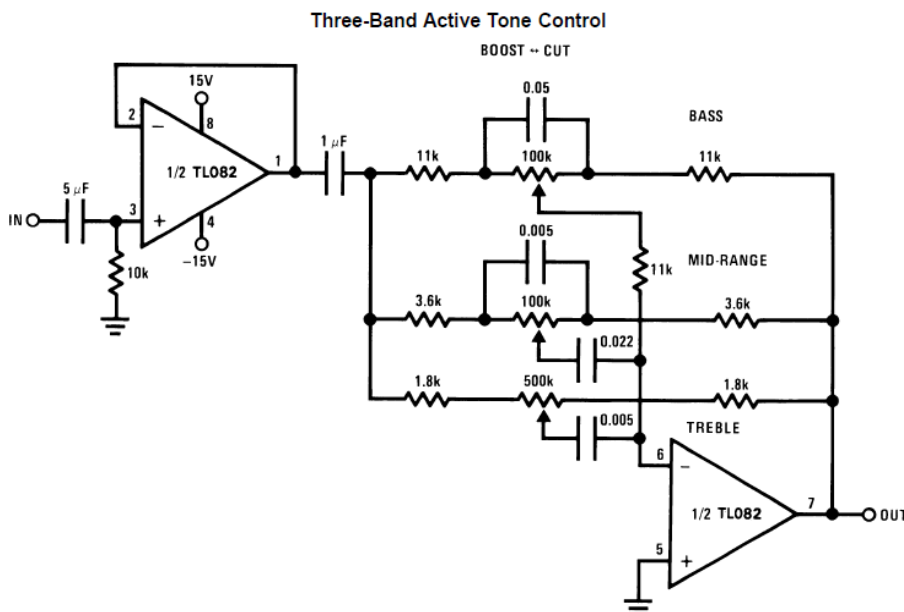 Three-Band Active Tone Control
BOOST ↔ CUT
0.05
BASS
15V
2
8
1 µF
−
1
11k
100k
11k
1/2 TL082
5 µF
IN
3
+
4
0.005
−15V
10k
11k
MID-RANGE
3.6k
100k
3.6k
0.022
1.8k
500k
1.8k
0.005
TREBLE
6
−
7
1/2 TL082
OUT
5
+